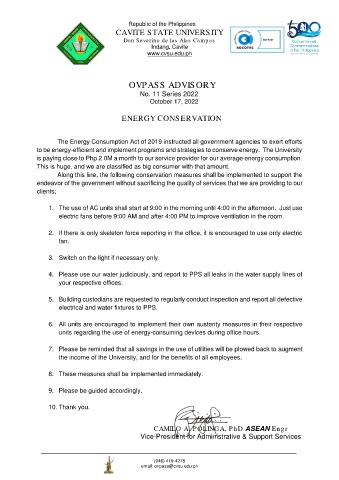 Republic of the Philippines
CAVITE STATE UNIVERSITY
Don Severino de las Alas Campus
Indang, Cavite
www.cvsu.edu.ph
OVPASS ADVISORY
No. 11 Series 2022
October 17, 2022
ENERGY CONSERVATION
The Energy Consumption Act of 2019 instructed all government agencies to exert efforts
to be energy-efficient and implement programs and strategies to conserve energy. The University
is paying close to Php 2.0M a month to our service provider for our average energy consumption.
This is huge, and we are classified as big consumer with that amount.
Along this line, the following conservation measures shall be implemented to support the
endeavor of the government without sacrificing the quality of services that we are providing to our
clients;
1. The use of AC units shall start at 9:00 in the morning until 4:00 in the afternoon. Just use
electric fans before 9:00 AM and after 4:00 PM to improve ventilation in the room.
2. If there is only skeleton force reporting in the office, it is encouraged to use only electric
fan.
3. Switch on the light if necessary only.
4. Please use our water judiciously, and report to PPS all leaks in the water supply lines of
your respective offices.
5. Building custodians are requested to regularly conduct inspection and report all defective
electrical and water fixtures to PPS.
6. All units are encouraged to implement their own austerity measures in their respective
units regarding the use of energy-consuming devices during office hours.
7. Please be reminded that all savings in the use of utilities will be plowed back to augment
the income of the University, and for the benefits of all employees.
8. These measures shall be implemented immediately.
9. Please be guided accordingly.
10. Thank you.
CAMILO A. POLINGA, PhD ASEAN Engr
Vice-President for Administrative & Support Services
(046) 419-4278
email: ovpass@cvsu.edu.ph